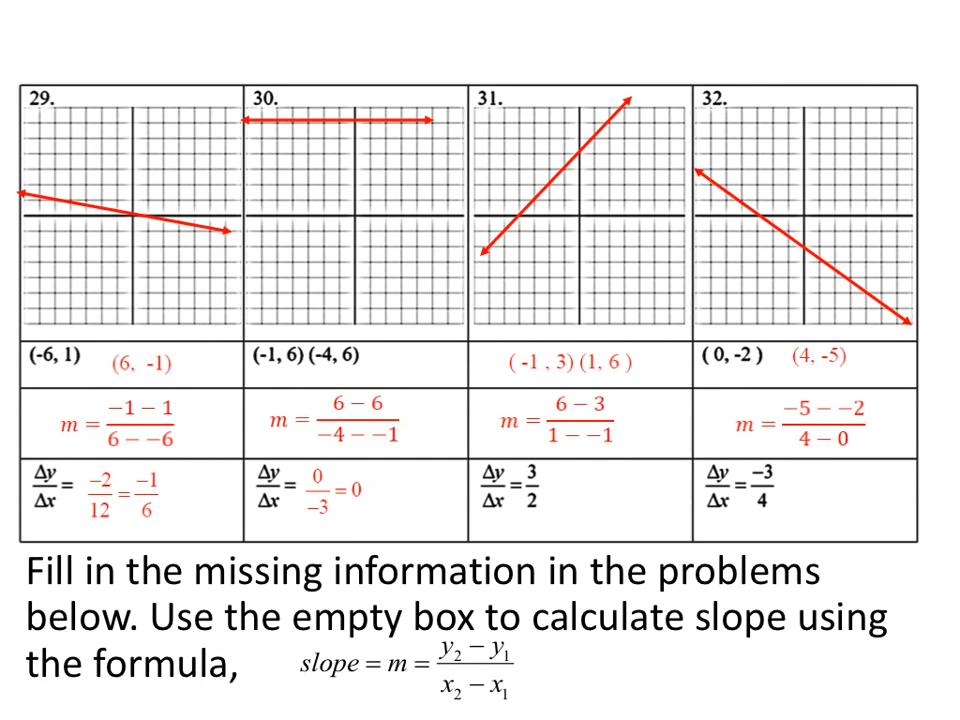 29. 30. 31. 32.
(-6, 1) (6, -1) (-1, 6) (-4, 6) ( -1 , 3) (1, 6 ) ( 0, -2 ) (4, -5)
m = (−1 − 1)/(6 − −6) m = (6 − 6)/(−4 − −1) m = (6 − 3)/(1 − −1) m = (−5 − −2)/(4 − 0)
Δy/Δx = −2/12 = −1/6 Δy/Δx = 0/−3 = 0 Δy/Δx = 3/2 Δy/Δx = −3/4
Fill in the missing information in the problems
below. Use the empty box to calculate slope using
the formula, slope = m = (y₂ − y₁)/(x₂ − x₁)